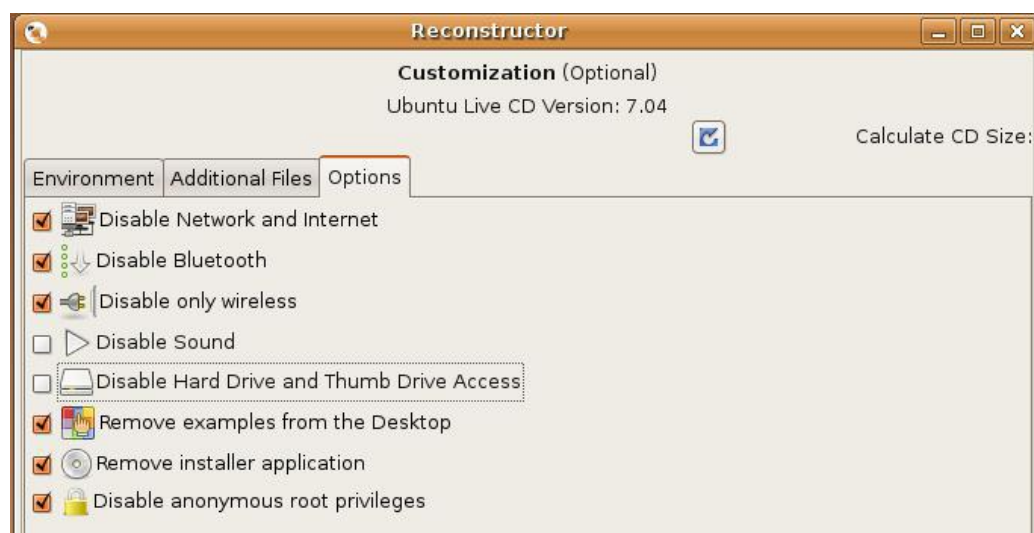 Reconstructor
Customization (Optional)
Ubuntu Live CD Version: 7.04
Calculate CD Size:
Environment Additional Files Options
Disable Network and Internet
Disable Bluetooth
Disable only wireless
Disable Sound
Disable Hard Drive and Thumb Drive Access
Remove examples from the Desktop
Remove installer application
Disable anonymous root privileges